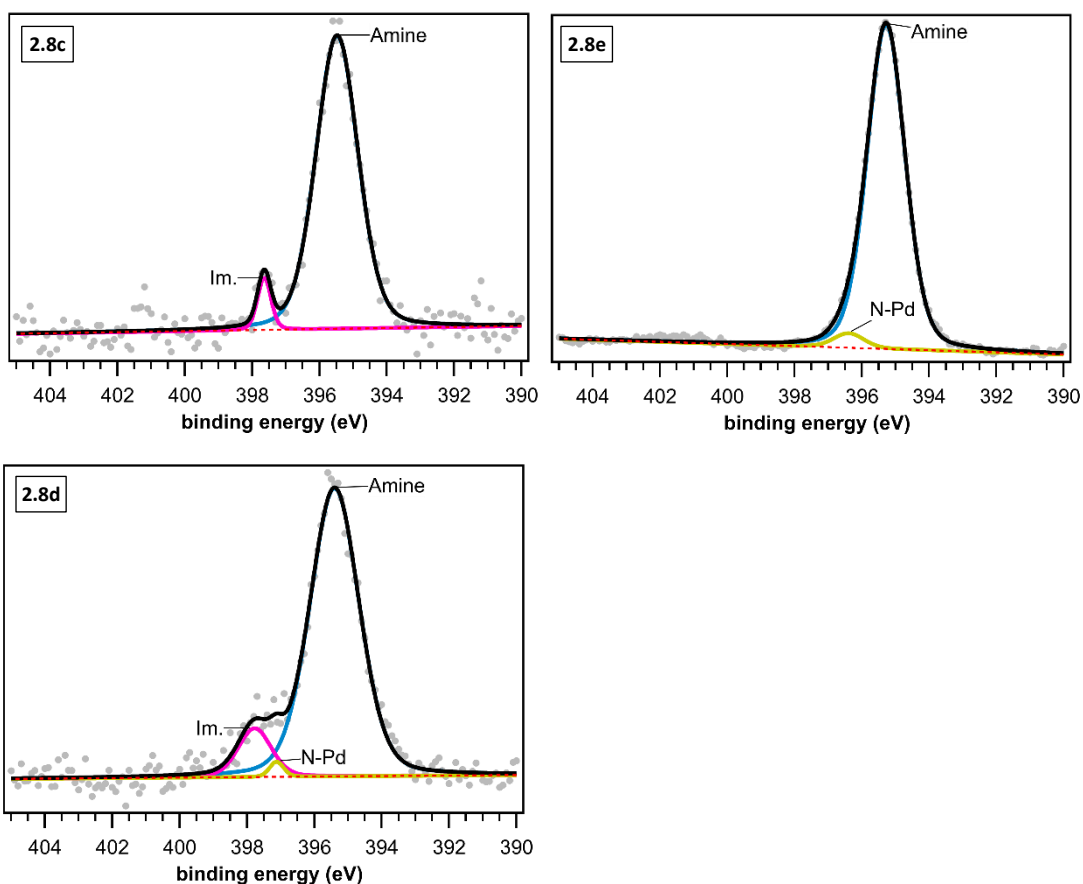 2.8c
Amine
Im.
404 402 400 398 396 394 392 390
binding energy (eV)
2.8e
Amine
N-Pd
404 402 400 398 396 394 392 390
binding energy (eV)
2.8d
Amine
Im.
N-Pd
404 402 400 398 396 394 392 390
binding energy (eV)